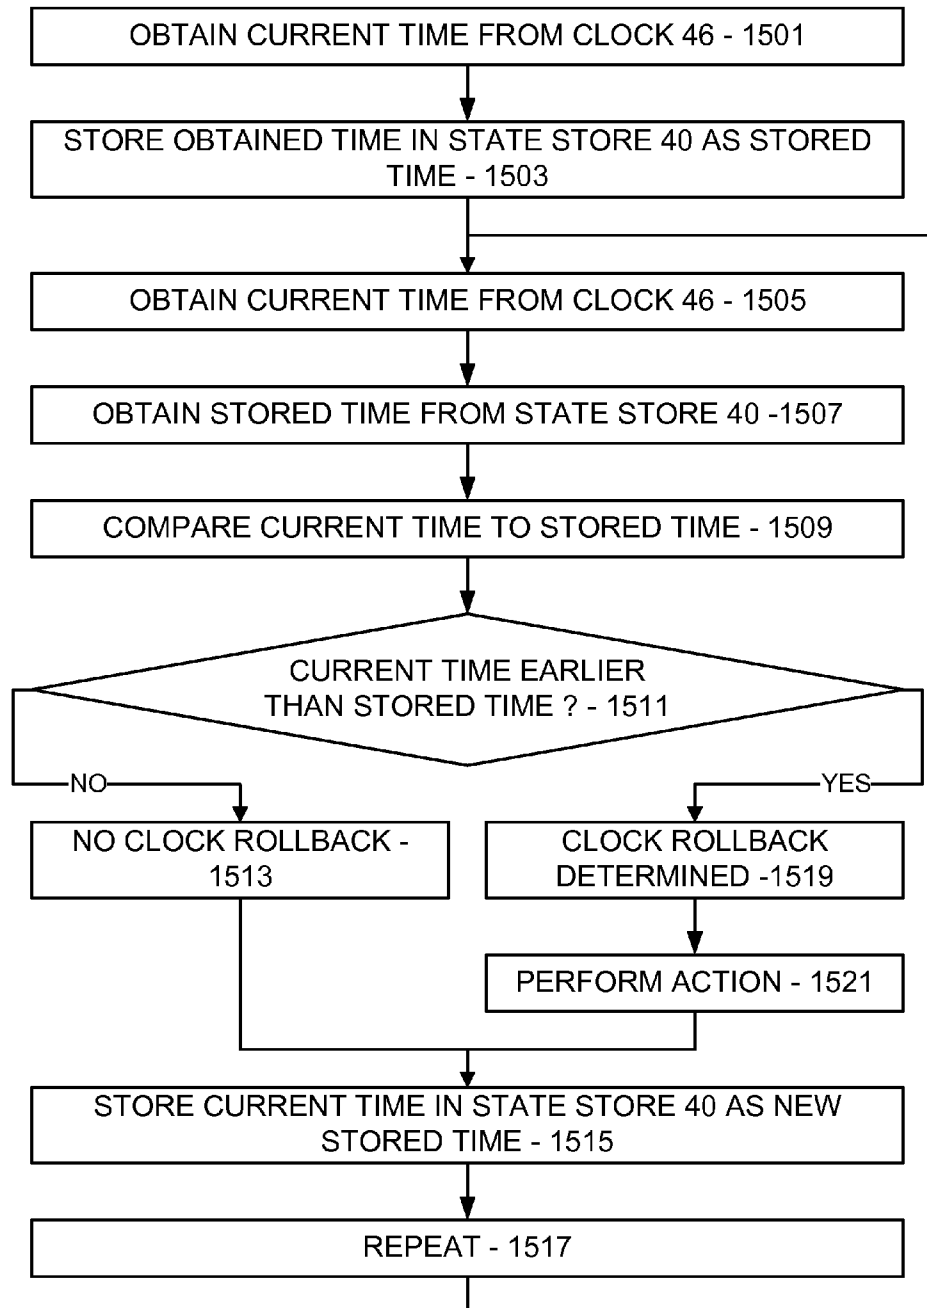 OBTAIN CURRENT TIME FROM CLOCK 46 - 1501
STORE OBTAINED TIME IN STATE STORE 40 AS STORED
TIME - 1503
OBTAIN CURRENT TIME FROM CLOCK 46 - 1505
OBTAIN STORED TIME FROM STATE STORE 40 -1507
COMPARE CURRENT TIME TO STORED TIME - 1509
CURRENT TIME EARLIER
THAN STORED TIME ? - 1511
NO
YES
NO CLOCK ROLLBACK -
1513
CLOCK ROLLBACK
DETERMINED -1519
PERFORM ACTION - 1521
STORE CURRENT TIME IN STATE STORE 40 AS NEW
STORED TIME - 1515
REPEAT - 1517